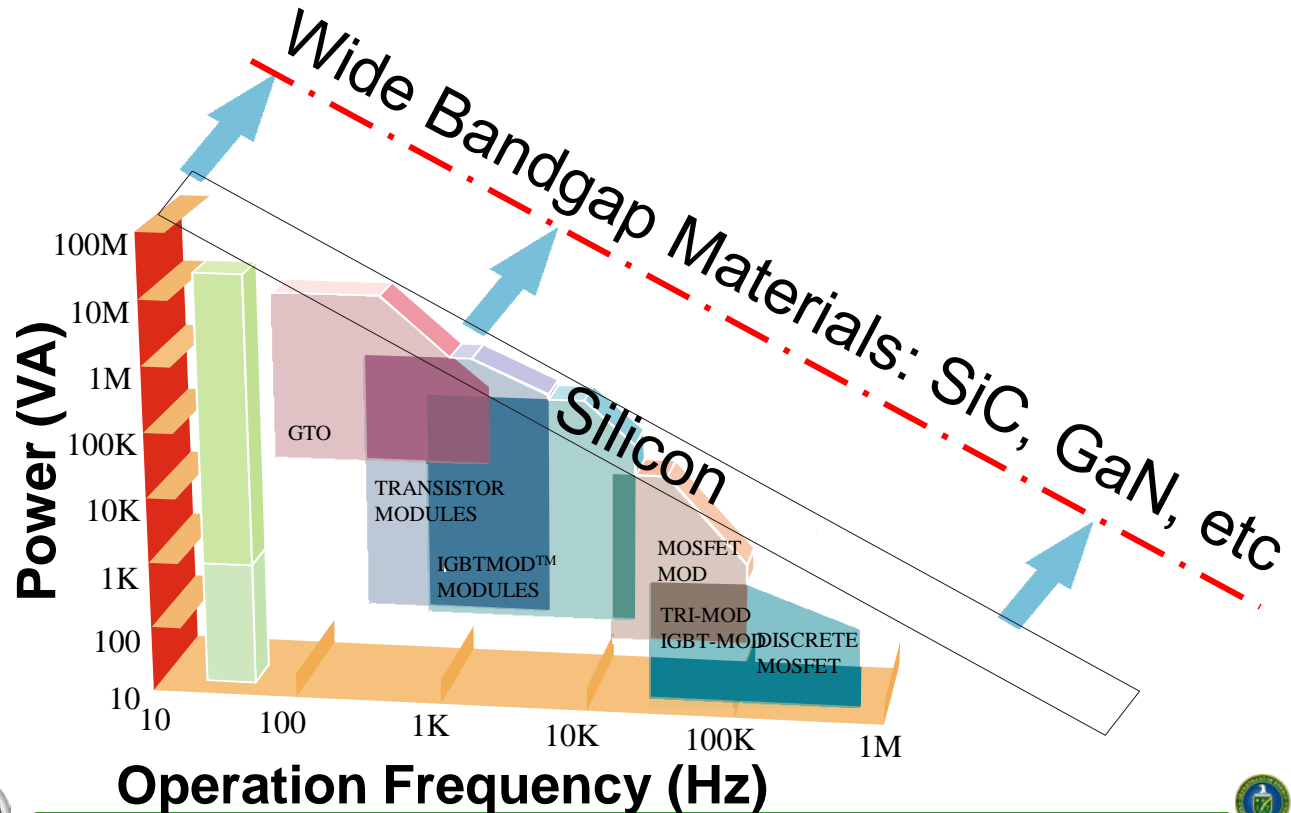 Wide Bandgap Materials: SiC, GaN, etc
Silicon
Power (VA)
100M
10M
1M
100K
10K
1K
100
10
GTO
TRANSISTOR
MODULES
IGBTMOD™
MODULES
MOSFET
MOD
TRI-MOD
IGBT-MOD
DISCRETE
MOSFET
10
100
1K
10K
100K
1M
Operation Frequency (Hz)